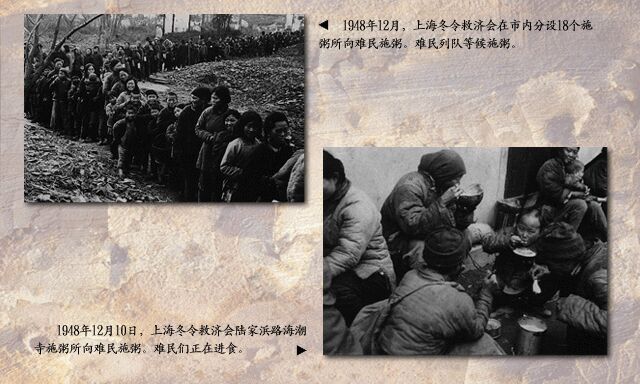 1948年12月，上海冬令救济会在市内分设18个施
粥所向难民施粥。难民列队等候施粥。
1948年12月10日，上海冬令救济会陆家浜路海潮
寺施粥所向难民施粥。难民们正在进食。